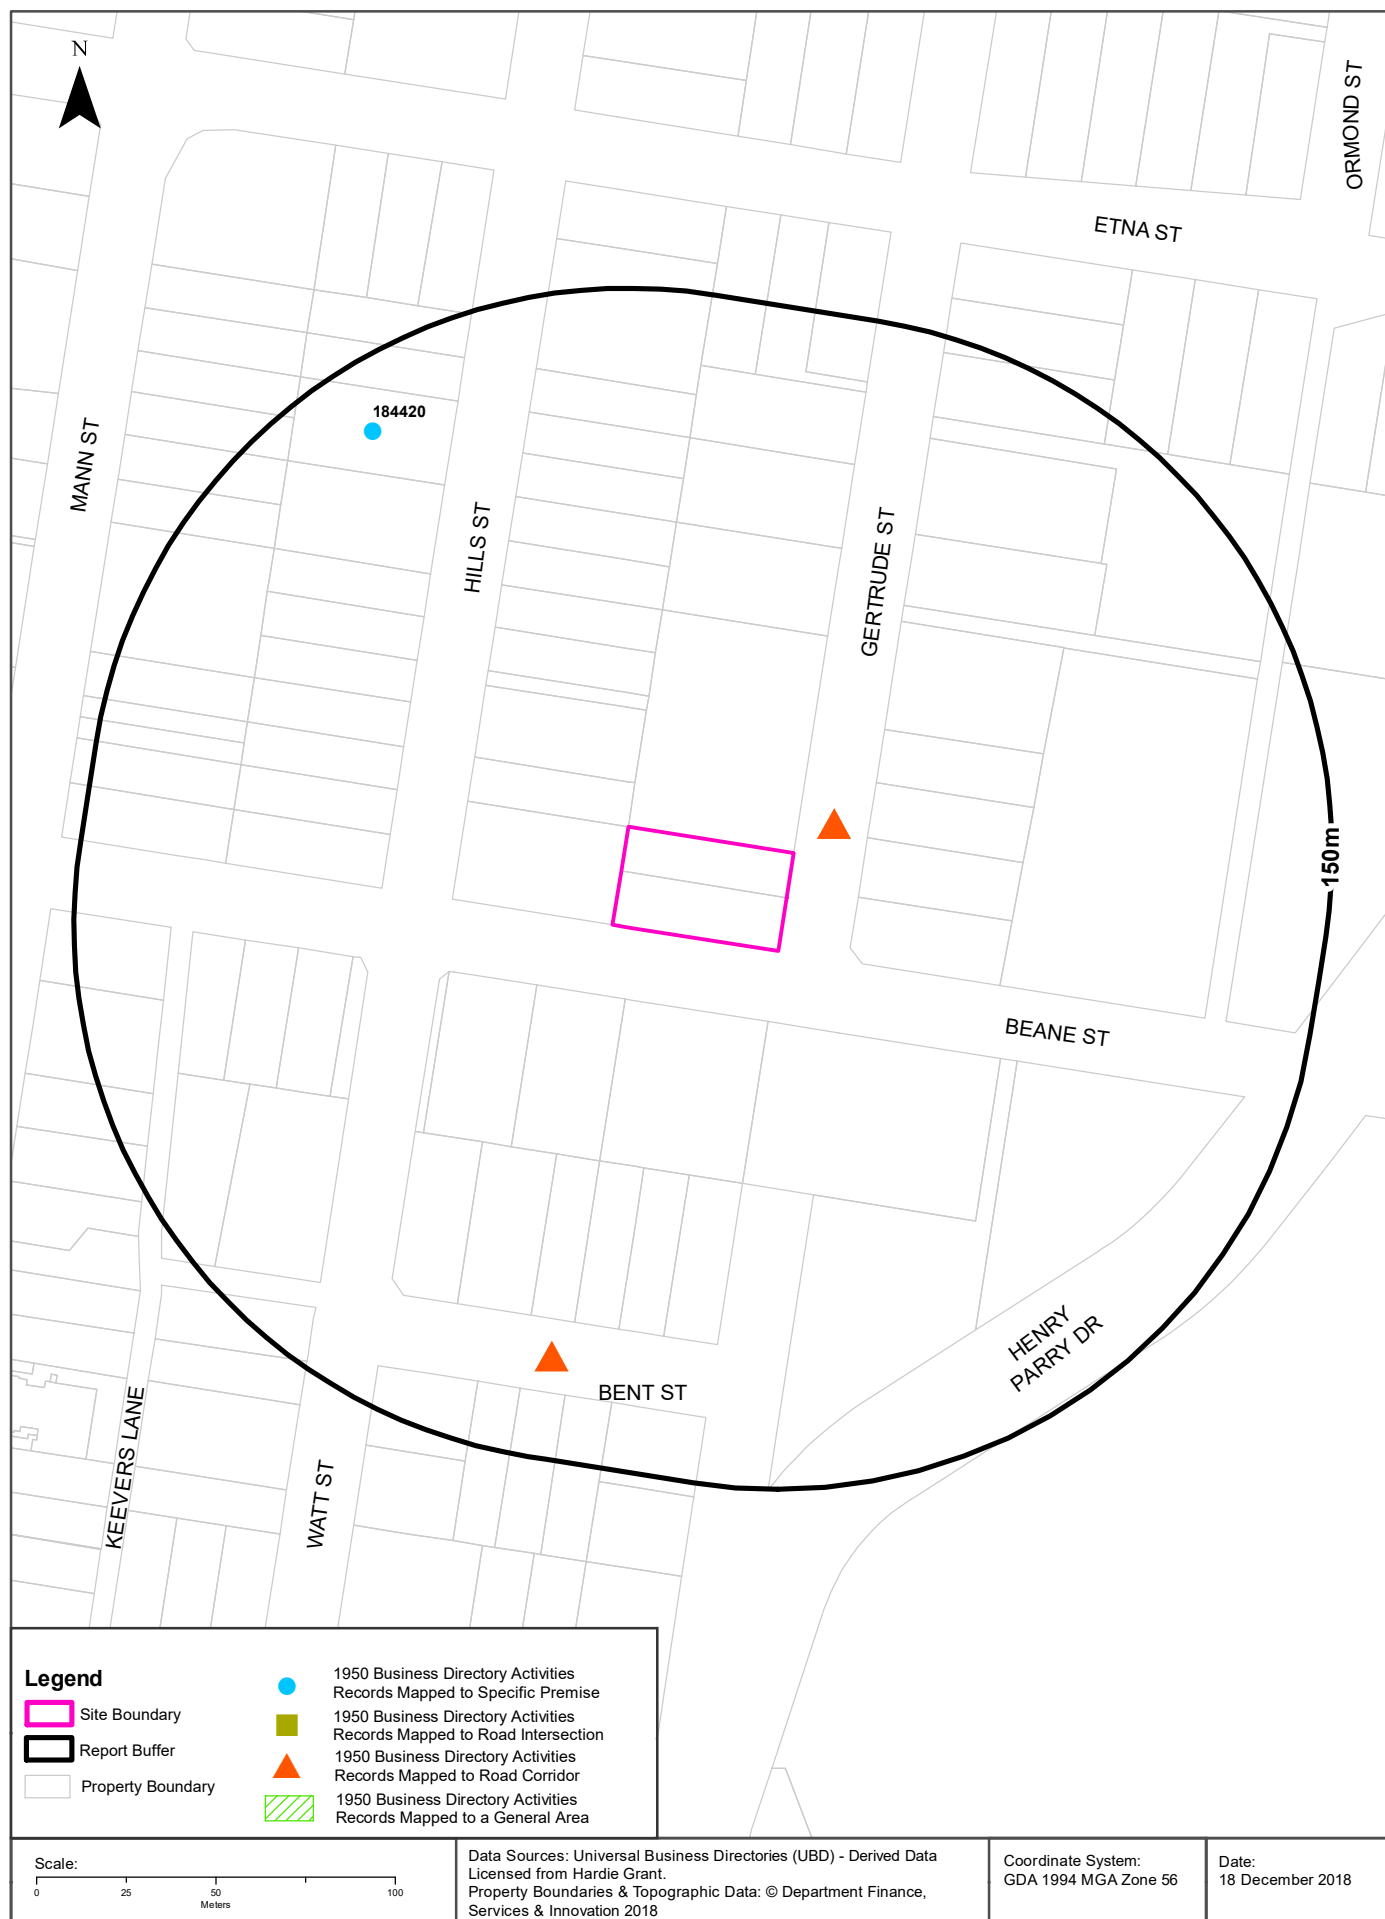 N
ORMOND ST
ETNA ST
184420
MANN ST
HILLS ST
GERTRUDE ST
150m
BEANE ST
HENRY
PARRY DR
BENT ST
KEEVERS LANE
WATT ST
Legend
Site Boundary
Report Buffer
Property Boundary
1950 Business Directory Activities
Records Mapped to Specific Premise
1950 Business Directory Activities
Records Mapped to Road Intersection
1950 Business Directory Activities
Records Mapped to Road Corridor
1950 Business Directory Activities
Records Mapped to a General Area
Scale:
0 25 50 100
Meters
Data Sources: Universal Business Directories (UBD) - Derived Data
Licensed from Hardie Grant.
Property Boundaries & Topographic Data: © Department Finance,
Services & Innovation 2018
Coordinate System:
GDA 1994 MGA Zone 56
Date:
18 December 2018